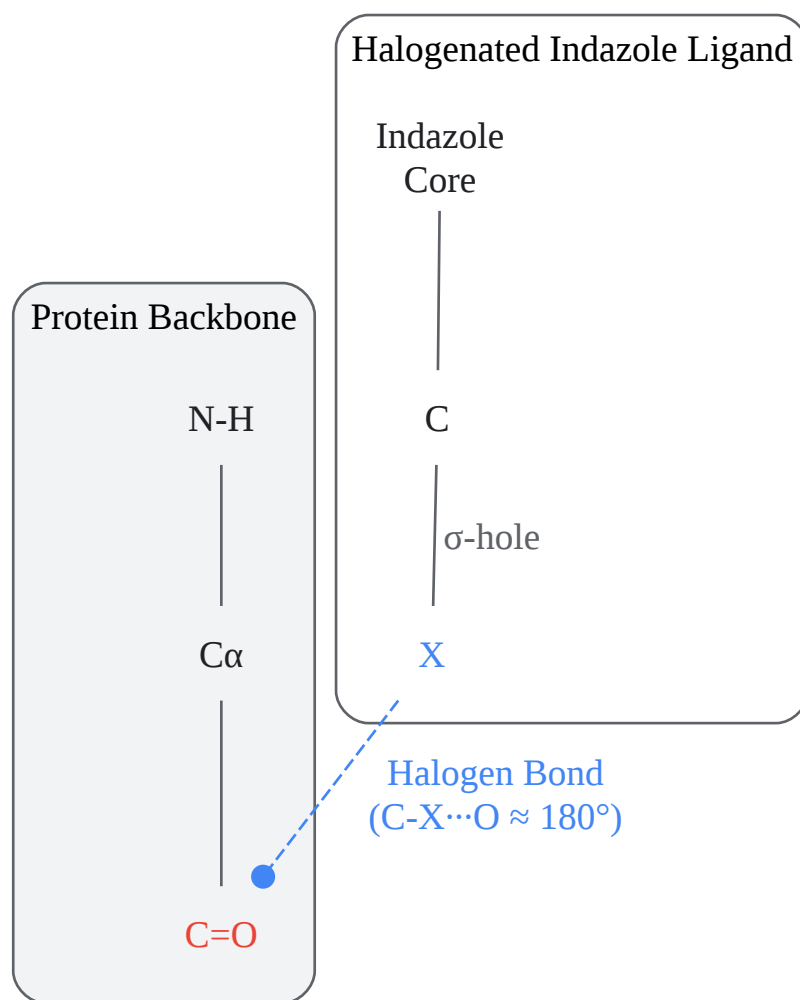 Halogenated Indazole Ligand
Indazole
Core
C
σ-hole
X
Protein Backbone
N-H
Cα
C=O
Halogen Bond
(C-X···O ≈ 180°)